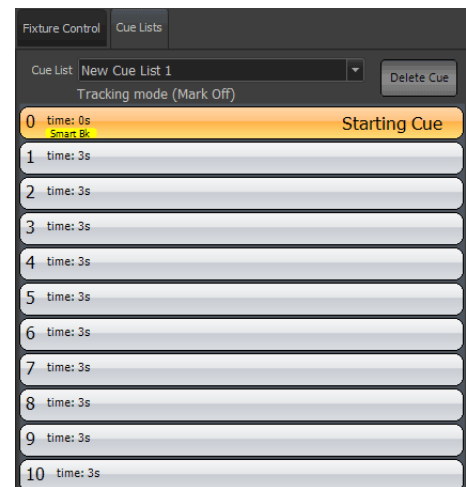 Fixture Control Cue Lists
Cue List New Cue List 1 Delete Cue
Tracking mode (Mark Off)
0 time: 0s Starting Cue
Smart Bk
1 time: 3s
2 time: 3s
3 time: 3s
4 time: 3s
5 time: 3s
6 time: 3s
7 time: 3s
8 time: 3s
9 time: 3s
10 time: 3s